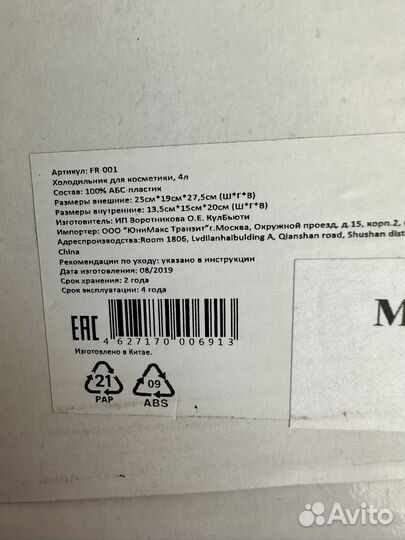 Артикул: FR 001
Холодильник для косметики, 4л
Состав: 100% АБС-пластик
Размеры внешние: 25см*19см*27,5см (Ш*Г*В)
Размеры внутренние: 13,5см*15см*20см (Ш*Г*В)
Изготовитель: ИП Воротникова О.Е. КулБьюти
Импортер: ООО "ЮниМакс Транзит"г.Москва, Окружной проезд, д.15, корп.2,
Адреспроизводства:Room 1806, Lvdilanhaibulding A, Qianshan road, Shushan dist
China
Рекомендации по уходу: указано в инструкции
Дата изготовления: 08/2019
Срок хранения: 2 года
Срок эксплуатации: 4 года
EAC
4 627170 006913
Изготовлено в Китае.
21
PAP
09
ABS
М
Avito